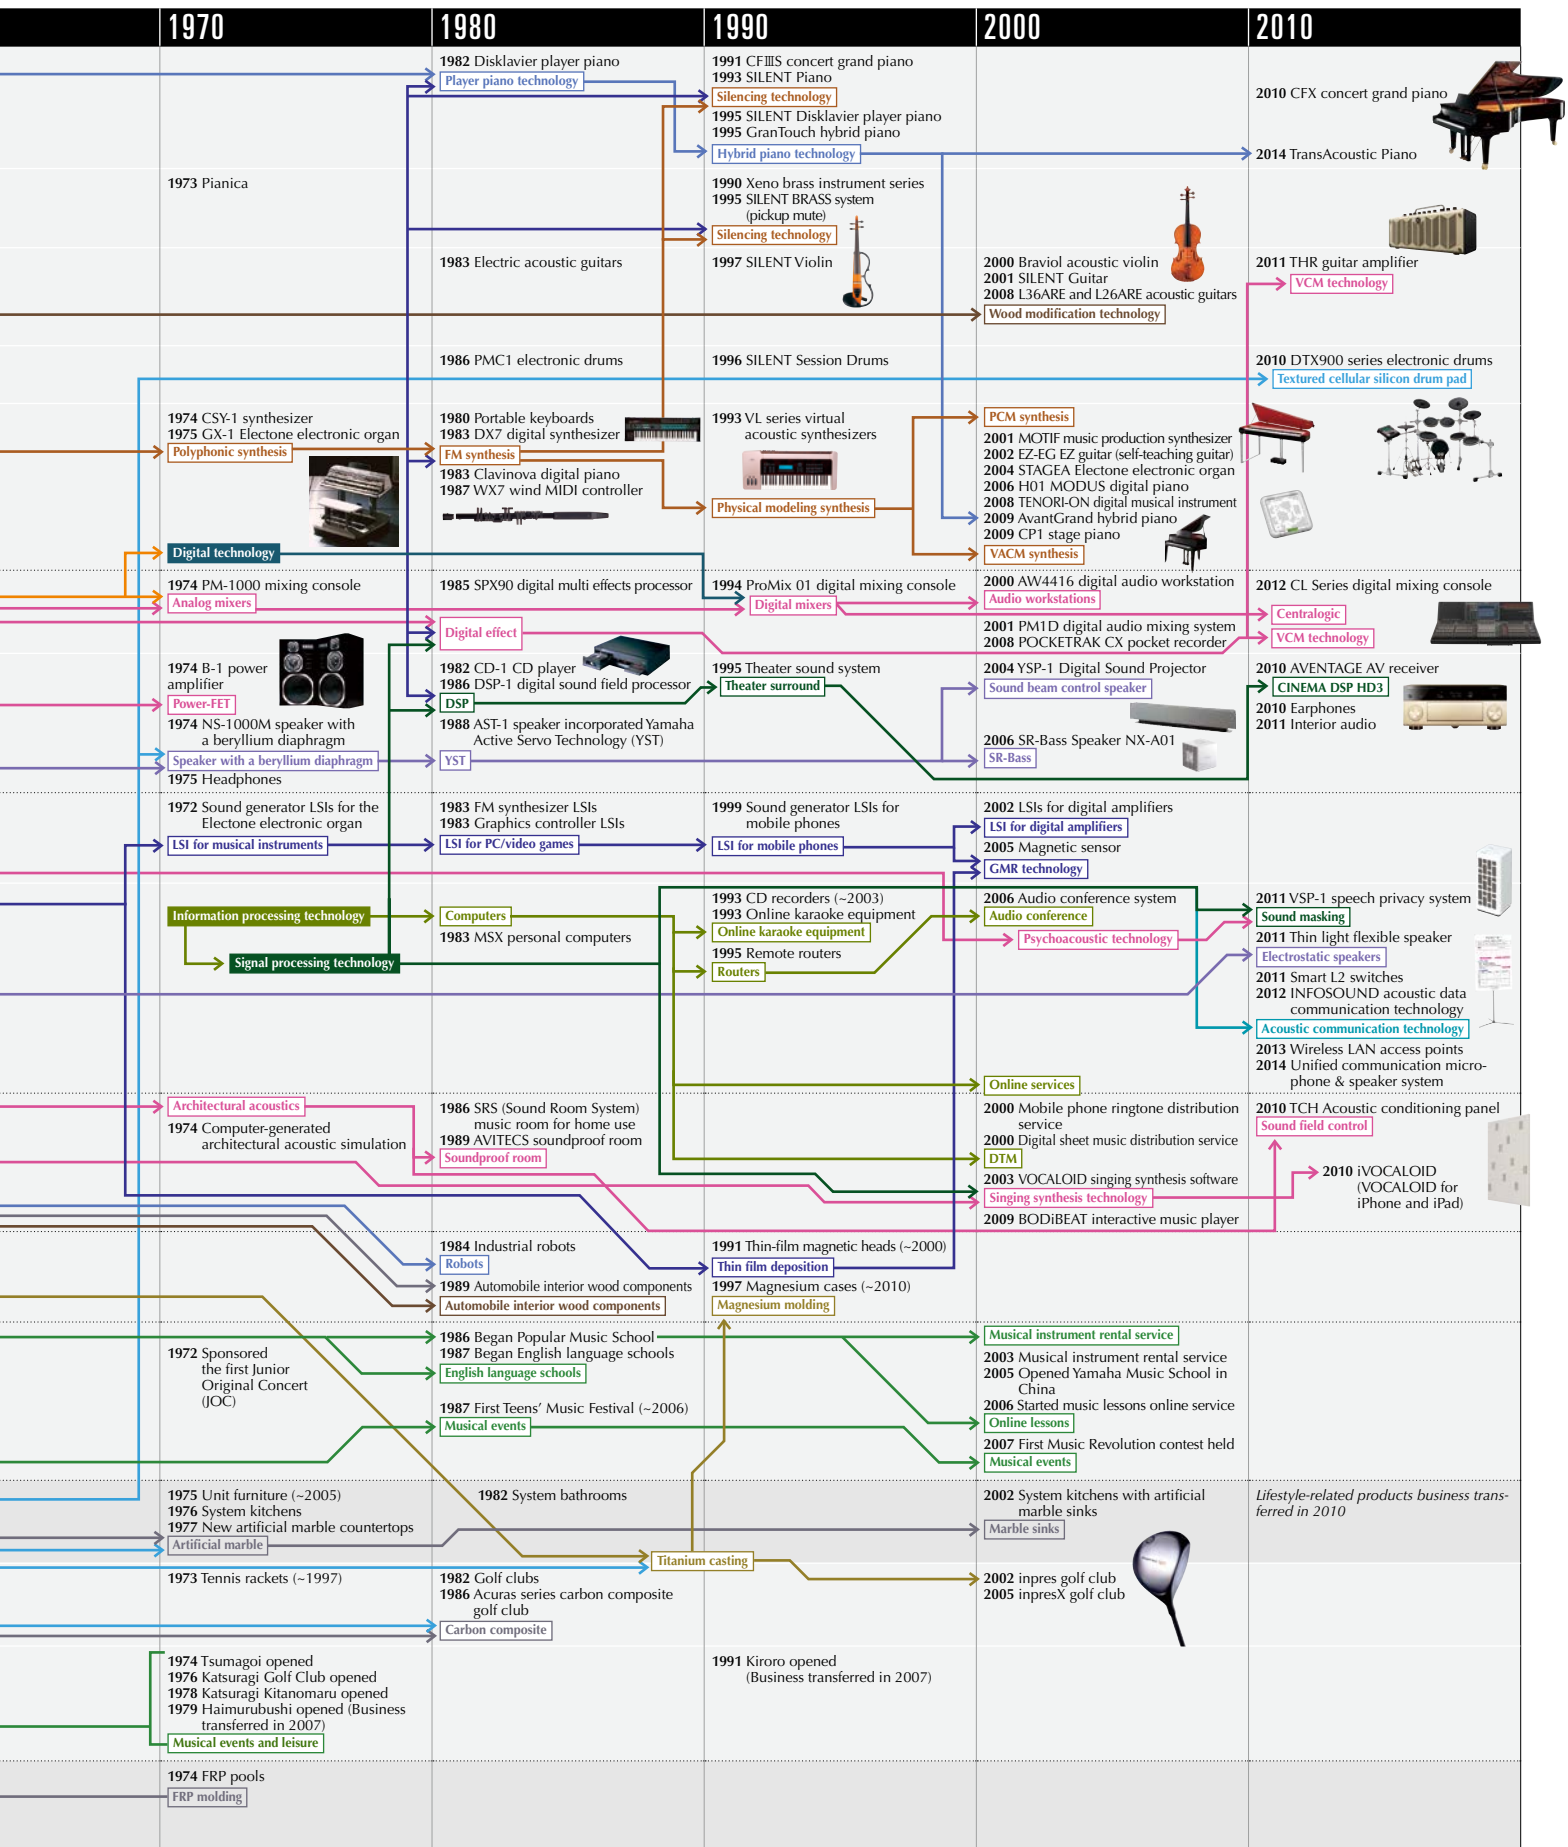 1970
1980
1990
2000
2010
1982 Disklavier player piano
Player piano technology
1991 CFⅢS concert grand piano
1993 SILENT Piano
Silencing technology
1995 SILENT Disklavier player piano
1995 GranTouch hybrid piano
Hybrid piano technology
2010 CFX concert grand piano
2014 TransAcoustic Piano
1973 Pianica
1990 Xeno brass instrument series
1995 SILENT BRASS system
(pickup mute)
Silencing technology
1983 Electric acoustic guitars
1997 SILENT Violin
2000 Braviol acoustic violin
2001 SILENT Guitar
2008 L36ARE and L26ARE acoustic guitars
Wood modification technology
2011 THR guitar amplifier
VCM technology
1986 PMC1 electronic drums
1996 SILENT Session Drums
2010 DTX900 series electronic drums
Textured cellular silicon drum pad
1974 CSY-1 synthesizer
1975 GX-1 Electone electronic organ
Polyphonic synthesis
Digital technology
1980 Portable keyboards
1983 DX7 digital synthesizer
FM synthesis
1983 Clavinova digital piano
1987 WX7 wind MIDI controller
1993 VL series virtual
acoustic synthesizers
Physical modeling synthesis
PCM synthesis
2001 MOTIF music production synthesizer
2002 EZ-EG EZ guitar (self-teaching guitar)
2004 STAGEA Electone electronic organ
2006 H01 MODUS digital piano
2008 TENORI-ON digital musical instrument
2009 AvantGrand hybrid piano
2009 CP1 stage piano
VACM synthesis
1974 PM-1000 mixing console
Analog mixers
1985 SPX90 digital multi effects processor
Digital effect
1994 ProMix 01 digital mixing console
Digital mixers
2000 AW4416 digital audio workstation
Audio workstations
2001 PM1D digital audio mixing system
2008 POCKETRAK CX pocket recorder
2012 CL Series digital mixing console
Centralogic
VCM technology
1974 B-1 power
amplifier
Power-FET
1974 NS-1000M speaker with
a beryllium diaphragm
Speaker with a beryllium diaphragm
1975 Headphones
1982 CD-1 CD player
1986 DSP-1 digital sound field processor
DSP
1988 AST-1 speaker incorporated Yamaha
Active Servo Technology (YST)
YST
1995 Theater sound system
Theater surround
2004 YSP-1 Digital Sound Projector
Sound beam control speaker
2006 SR-Bass Speaker NX-A01
SR-Bass
2010 AVENTAGE AV receiver
CINEMA DSP HD3
2010 Earphones
2011 Interior audio
1972 Sound generator LSIs for the
Electone electronic organ
LSI for musical instruments
1983 FM synthesizer LSIs
1983 Graphics controller LSIs
LSI for PC/video games
1999 Sound generator LSIs for
mobile phones
LSI for mobile phones
2002 LSIs for digital amplifiers
LSI for digital amplifiers
2005 Magnetic sensor
GMR technology
Information processing technology
Signal processing technology
Computers
1983 MSX personal computers
1993 CD recorders (~2003)
1993 Online karaoke equipment
Online karaoke equipment
1995 Remote routers
Routers
2006 Audio conference system
Audio conference
Psychoacoustic technology
Online services
2011 VSP-1 speech privacy system
Sound masking
2011 Thin light flexible speaker
Electrostatic speakers
2011 Smart L2 switches
2012 INFOSOUND acoustic data
communication technology
Acoustic communication technology
2013 Wireless LAN access points
2014 Unified communication micro-
phone & speaker system
Architectural acoustics
1974 Computer-generated
architectural acoustic simulation
1986 SRS (Sound Room System)
music room for home use
1989 AVITECS soundproof room
Soundproof room
2000 Mobile phone ringtone distribution
service
2000 Digital sheet music distribution service
DTM
2003 VOCALOID singing synthesis software
Singing synthesis technology
2009 BODiBEAT interactive music player
2010 TCH Acoustic conditioning panel
Sound field control
2010 iVOCALOID
(VOCALOID for
iPhone and iPad)
1984 Industrial robots
Robots
1989 Automobile interior wood components
Automobile interior wood components
1991 Thin-film magnetic heads (~2000)
Thin film deposition
1997 Magnesium cases (~2010)
Magnesium molding
1972 Sponsored
the first Junior
Original Concert
(JOC)
1986 Began Popular Music School
1987 Began English language schools
English language schools
1987 First Teens’ Music Festival (~2006)
Musical events
Musical instrument rental service
2003 Musical instrument rental service
2005 Opened Yamaha Music School in
China
2006 Started music lessons online service
Online lessons
2007 First Music Revolution contest held
Musical events
1975 Unit furniture (~2005)
1976 System kitchens
1977 New artificial marble countertops
Artificial marble
1982 System bathrooms
2002 System kitchens with artificial
marble sinks
Marble sinks
Lifestyle-related products business trans-
ferred in 2010
Titanium casting
1973 Tennis rackets (~1997)
1982 Golf clubs
1986 Acuras series carbon composite
golf club
Carbon composite
2002 inpres golf club
2005 inpresX golf club
1974 Tsumagoi opened
1976 Katsuragi Golf Club opened
1978 Katsuragi Kitanomaru opened
1979 Haimurubushi opened (Business
transferred in 2007)
Musical events and leisure
1991 Kiroro opened
(Business transferred in 2007)
1974 FRP pools
FRP molding